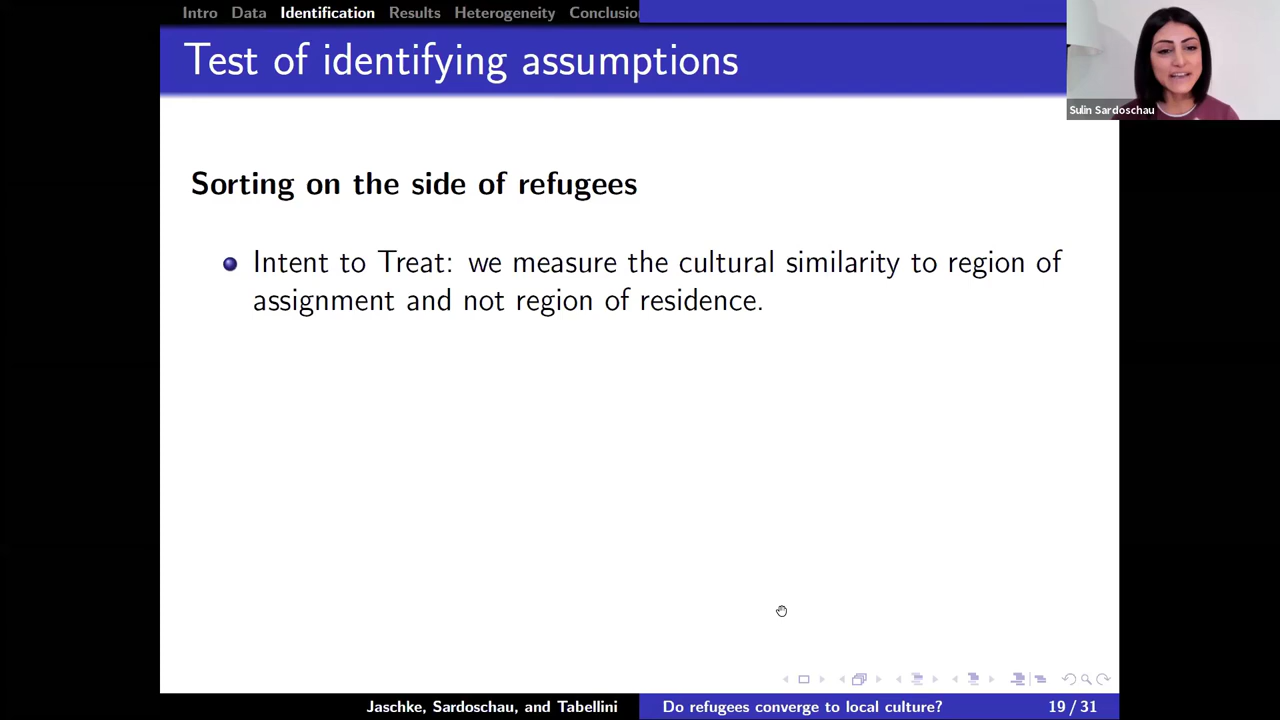 Intro Data Identification Results Heterogeneity Conclusion
Test of identifying assumptions
Sulin Sardoschau
Sorting on the side of refugees
Intent to Treat: we measure the cultural similarity to region of
assignment and not region of residence.
Jaschke, Sardoschau, and Tabellini Do refugees converge to local culture? 19 / 31